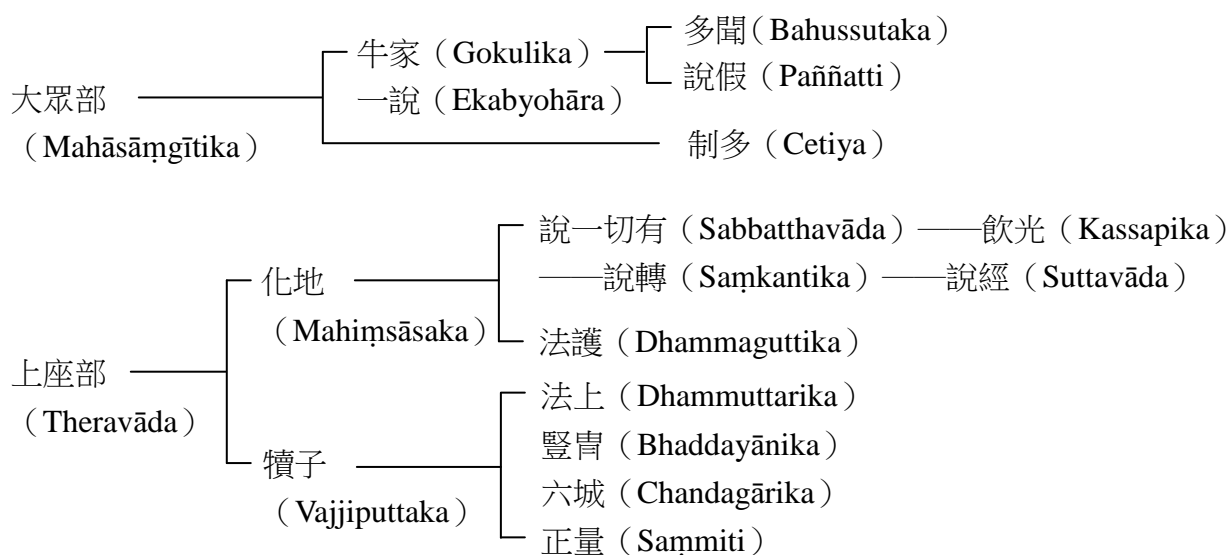 牛家（Gokulika）
多聞（Bahussutaka）
說假（Paññatti）
一說（Ekabyohāra）
大眾部
（Mahāsāṃgītika）
制多（Cetiya）
說一切有（Sabbatthavāda）——飲光（Kassapika）
——說轉（Saṃkantika）——說經（Suttavāda）
化地
（Mahiṃsāsaka）
法護（Dhammaguttika）
上座部
（Theravāda）
法上（Dhammuttarika）
豎冑（Bhaddayānika）
犢子
（Vajjiputtaka）
六城（Chandagārika）
正量（Saṃmiti）